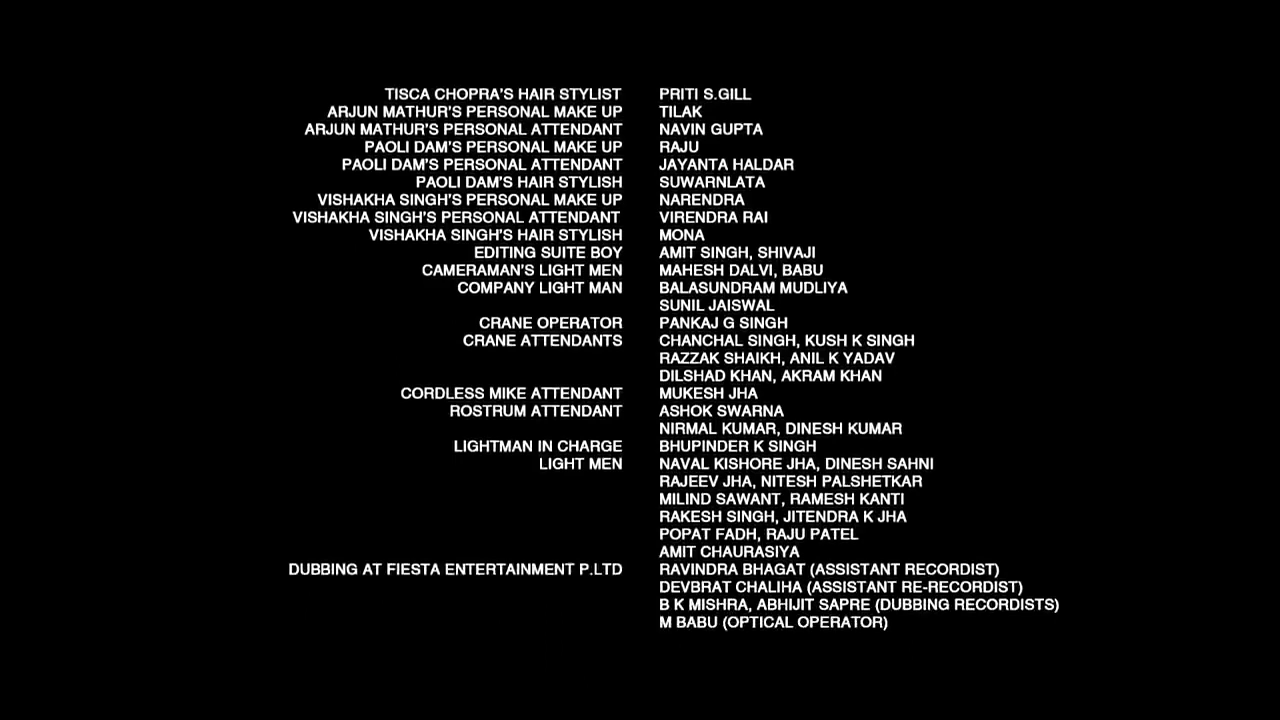 TISCA CHOPRA'S HAIR STYLIST PRITI S.GILL
ARJUN MATHUR'S PERSONAL MAKE UP TILAK
ARJUN MATHUR'S PERSONAL ATTENDANT NAVIN GUPTA
PAOLI DAM'S PERSONAL MAKE UP RAJU
PAOLI DAM'S PERSONAL ATTENDANT JAYANTA HALDAR
PAOLI DAM'S HAIR STYLISH SUWARNLATA
VISHAKHA SINGH'S PERSONAL MAKE UP NARENDRA
VISHAKHA SINGH'S PERSONAL ATTENDANT VIRENDRA RAI
VISHAKHA SINGH'S HAIR STYLISH MONA
EDITING SUITE BOY AMIT SINGH, SHIVAJI
CAMERAMAN'S LIGHT MEN MAHESH DALVI, BABU
COMPANY LIGHT MAN BALASUNDRAM MUDLIYA
SUNIL JAISWAL
CRANE OPERATOR PANKAJ G SINGH
CRANE ATTENDANTS CHANCHAL SINGH, KUSH K SINGH
RAZZAK SHAIKH, ANIL K YADAV
DILSHAD KHAN, AKRAM KHAN
CORDLESS MIKE ATTENDANT MUKESH JHA
ROSTRUM ATTENDANT ASHOK SWARNA
NIRMAL KUMAR, DINESH KUMAR
LIGHTMAN IN CHARGE BHUPINDER K SINGH
LIGHT MEN NAVAL KISHORE JHA, DINESH SAHNI
RAJEEV JHA, NITESH PALSHETKAR
MILIND SAWANT, RAMESH KANTI
RAKESH SINGH, JITENDRA K JHA
POPAT FADH, RAJU PATEL
AMIT CHAURASIYA
DUBBING AT FIESTA ENTERTAINMENT P.LTD RAVINDRA BHAGAT (ASSISTANT RECORDIST)
DEVBRAT CHALIHA (ASSISTANT RE-RECORDIST)
B K MISHRA, ABHIJIT SAPRE (DUBBING RECORDISTS)
M BABU (OPTICAL OPERATOR)